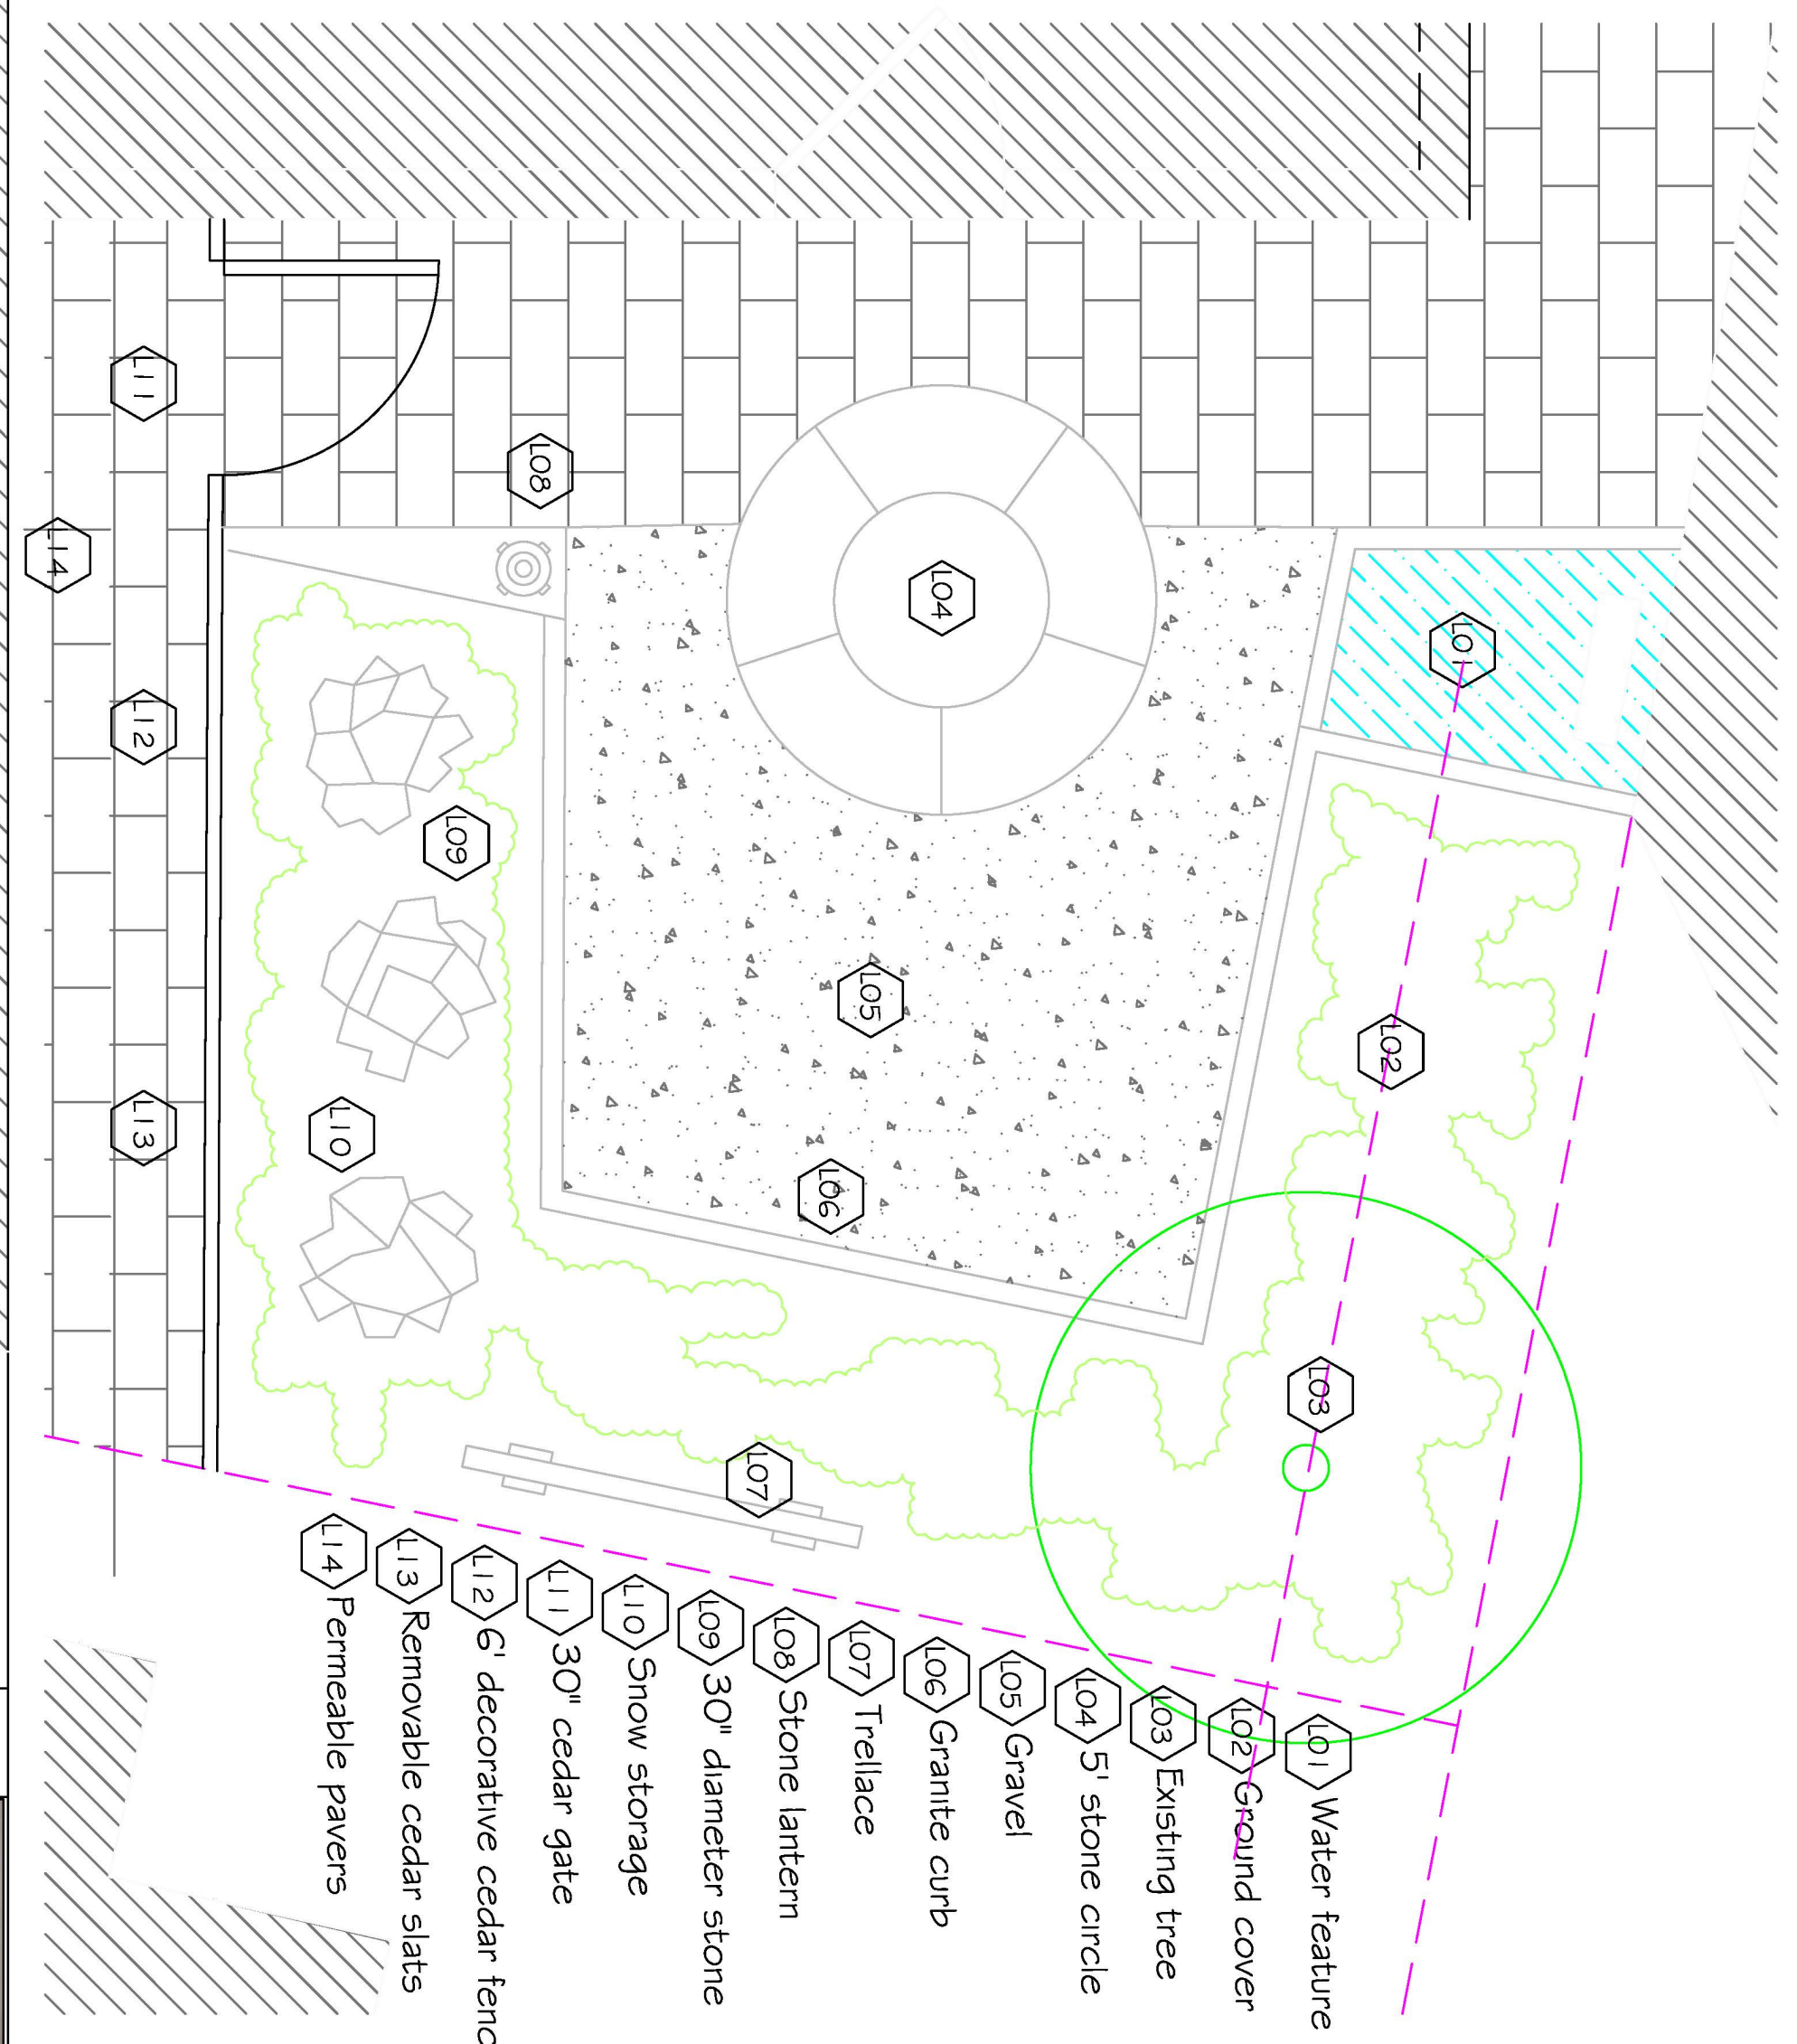 L01 Water feature
L02 Ground cover
L03 Existing tree
L04 5' stone circle
L05 Gravel
L06 Granite curb
L07 Trellace
L08 Stone lantern
L09 30" diameter stone
L10 Snow storage
L11 30" cedar gate
L12 6' decorative cedar fenc
L13 Removable cedar slats
L14 Permeable pavers
L01
L02
L03
L04
L05
L06
L07
L08
L09
L10
L11
L12
L13
L14